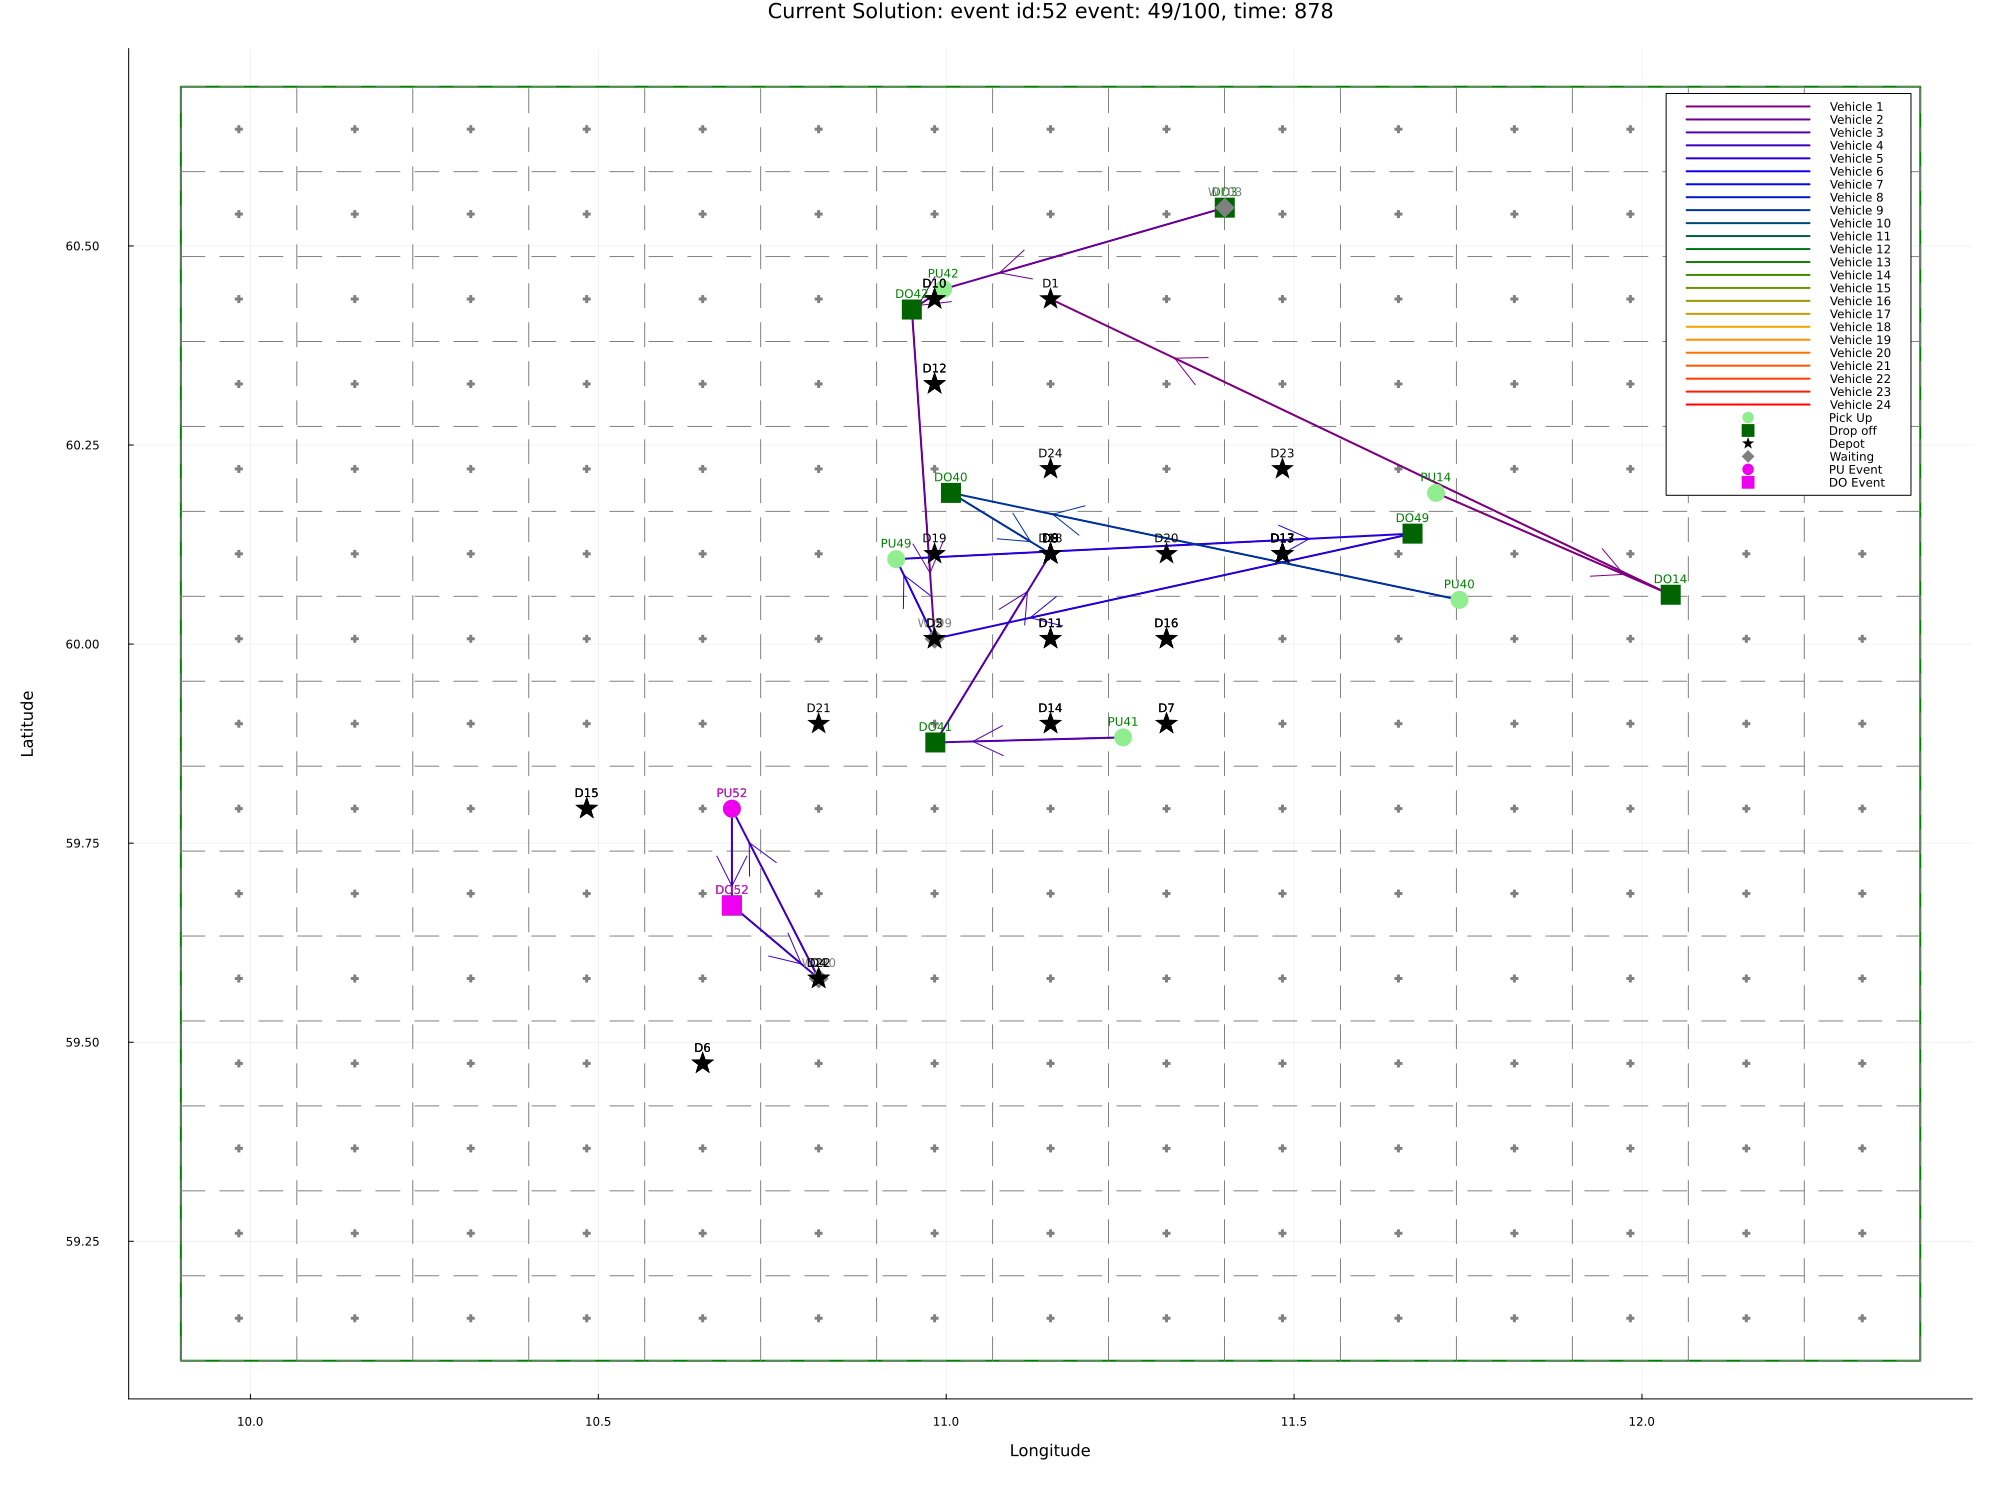 Current Solution: event id:52 event: 49/100, time: 878
Vehicle 1
Vehicle 2
Vehicle 3
Vehicle 4
Vehicle 5
Vehicle 6
Vehicle 7
Vehicle 8
Vehicle 9
Vehicle 10
Vehicle 11
Vehicle 12
Vehicle 13
Vehicle 14
Vehicle 15
Vehicle 16
Vehicle 17
Vehicle 18
Vehicle 19
Vehicle 20
Vehicle 21
Vehicle 22
Vehicle 23
Vehicle 24
Pick Up
Drop off
Depot
Waiting
PU Event
DO Event
DO3
PU42
D10
D1
D12
D24
D23
PU14
DO40
DO49
PU49
D19
D20
PU40
DO14
D11
D16
D21
DO41
D14
D7
PU41
D15
PU52
DO52
D6
60.50
60.25
60.00
59.75
59.50
59.25
Latitude
10.0
10.5
11.0
11.5
12.0
Longitude